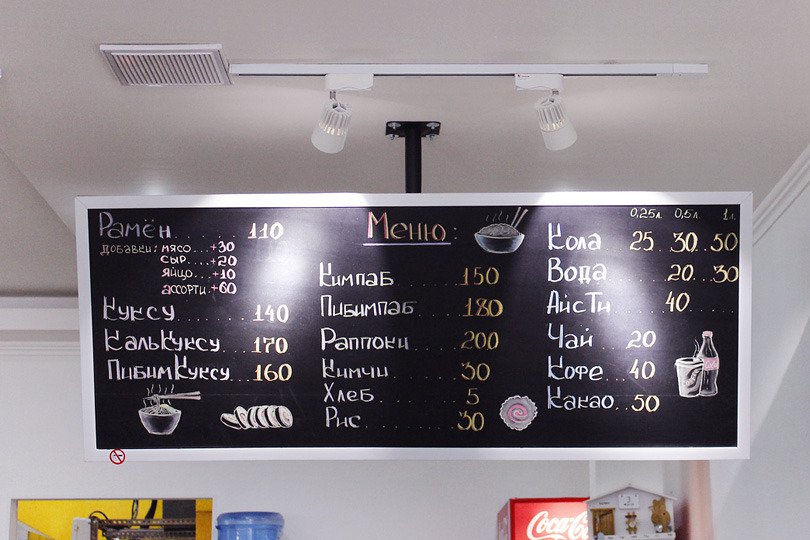 Рамён ........ 110
добавки: мясо...+30
сыр....+20
яйцо...+10
ассорти.+60
Куксу ........ 140
Калькуксу .... 170
ПибимКуксу ... 160
Меню:
Кимпаб ....... 150
Пибимпаб ..... 180
Раппоки ...... 200
Кимчи ........ 30
Хлеб ......... 5
Рис .......... 30
0,25л 0,5л 1л
Кола .. 25 .. 30 .. 50
Вода ....... 20 .. 30
АйсТи ...... 40
Чай ..... 20
Кофе .... 40
Какао .. 50
Coca-Cola